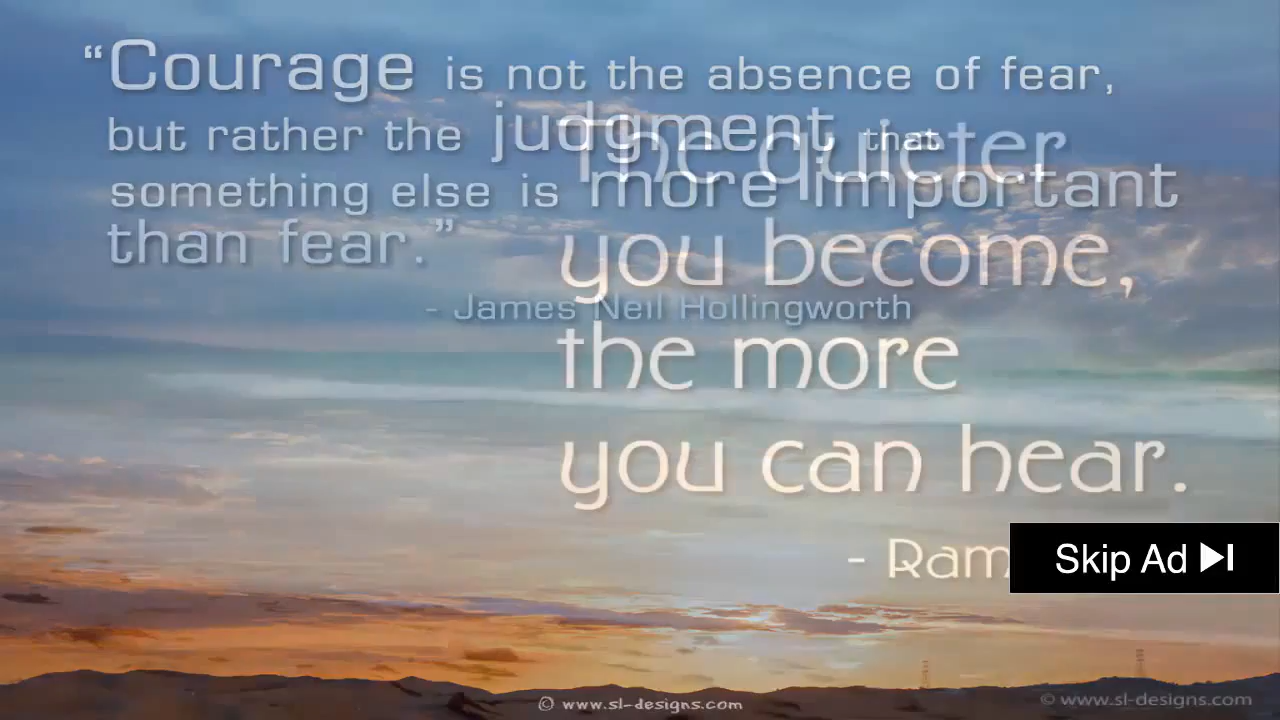 “Courage is not the absence of fear,
but rather the judgment, that
something else is more important
than fear.”
- James Neil Hollingworth
The quieter
you become,
the more
you can hear.
- Ram
Skip Ad
© www.sl-designs.com
© www.sl-designs.com